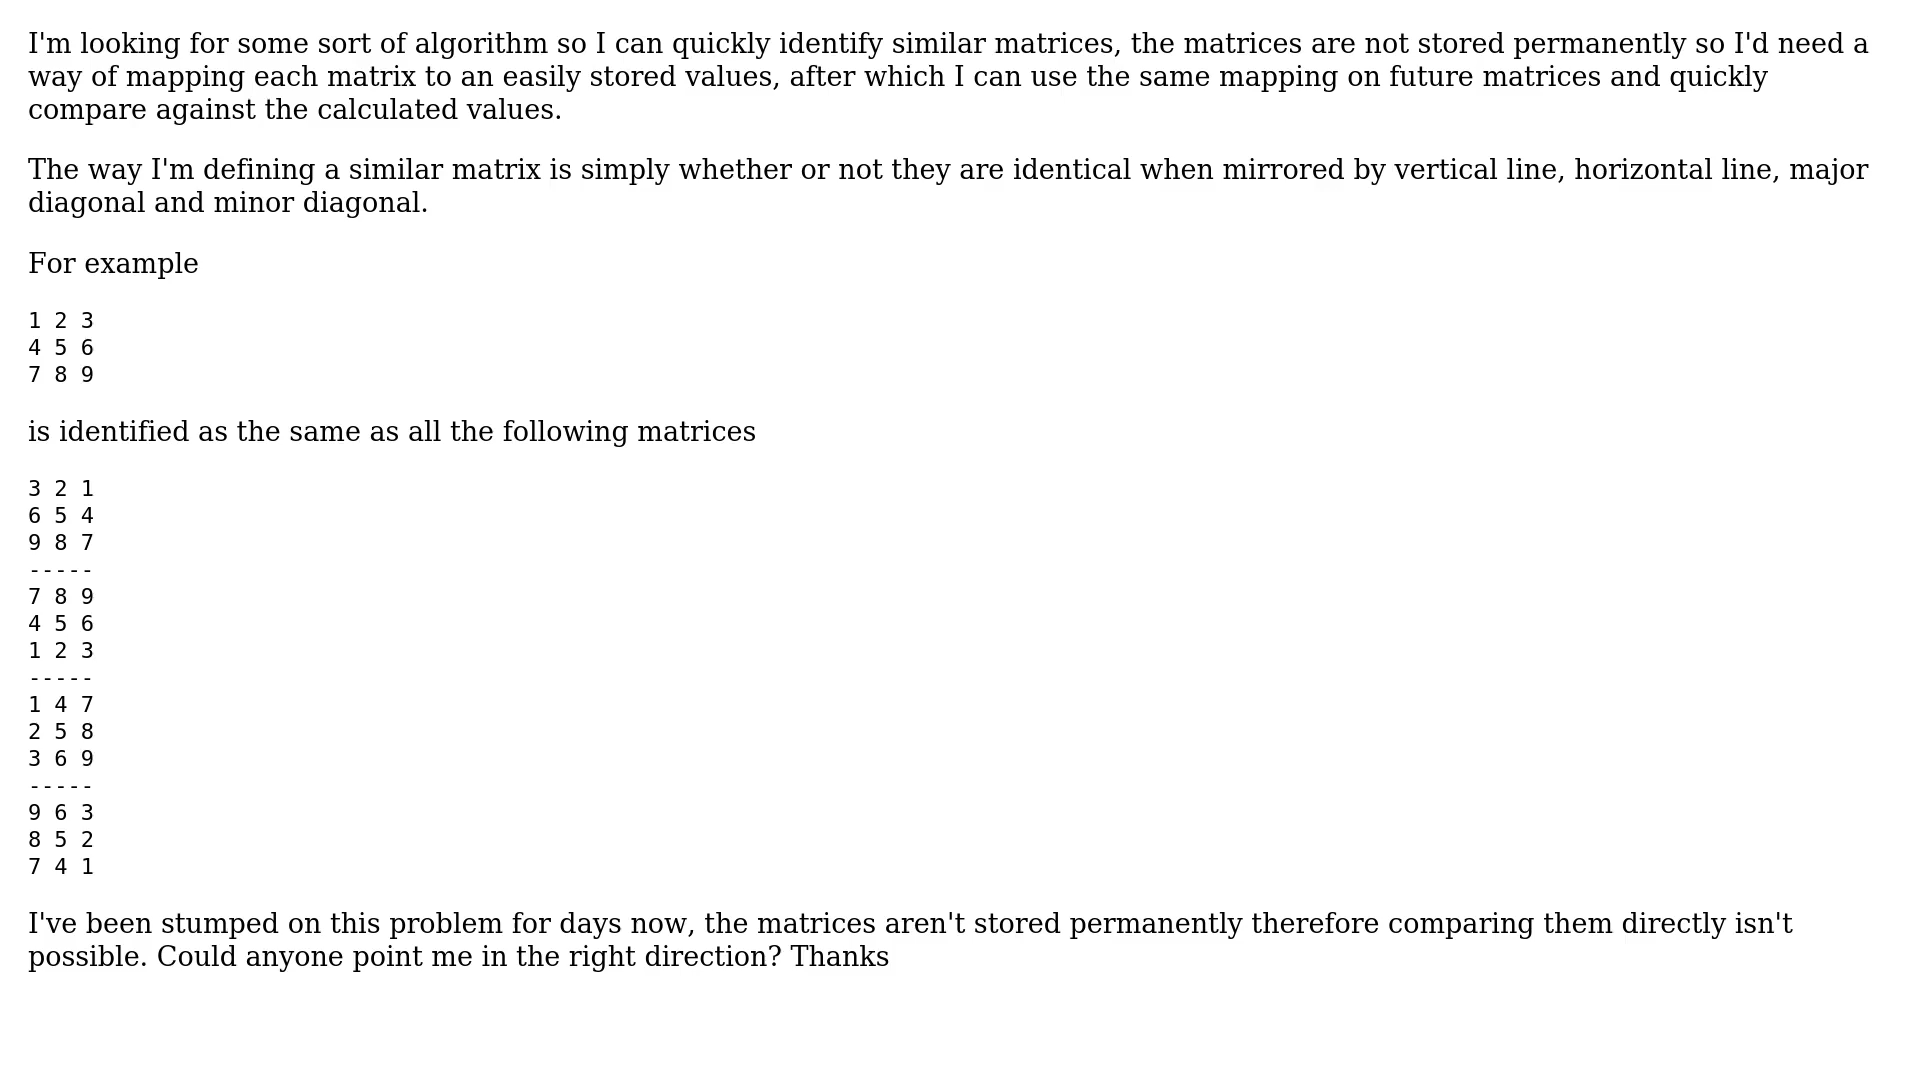 I'm looking for some sort of algorithm so I can quickly identify similar matrices, the matrices are not stored permanently so I'd need a
way of mapping each matrix to an easily stored values, after which I can use the same mapping on future matrices and quickly
compare against the calculated values.
The way I'm defining a similar matrix is simply whether or not they are identical when mirrored by vertical line, horizontal line, major
diagonal and minor diagonal.
For example
1 2 3
4 5 6
7 8 9
is identified as the same as all the following matrices
3 2 1
6 5 4
9 8 7
-----
7 8 9
4 5 6
1 2 3
-----
1 4 7
2 5 8
3 6 9
-----
9 6 3
8 5 2
7 4 1
I've been stumped on this problem for days now, the matrices aren't stored permanently therefore comparing them directly isn't
possible. Could anyone point me in the right direction? Thanks